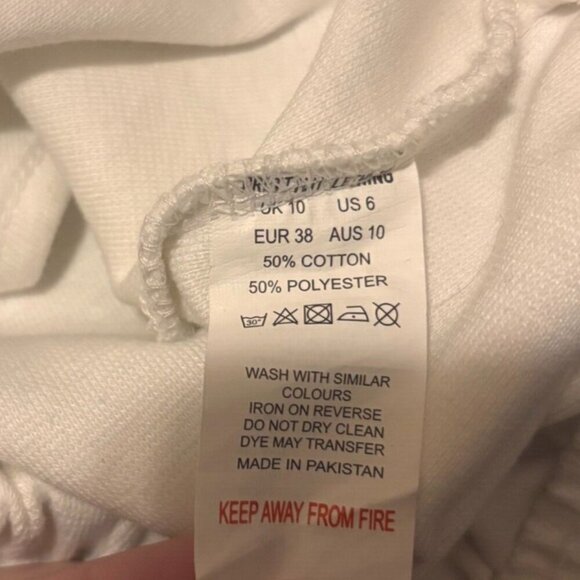 UK 10 US 6
EUR 38 AUS 10
50% COTTON
50% POLYESTER
30°
WASH WITH SIMILAR
COLOURS
IRON ON REVERSE
DO NOT DRY CLEAN
DYE MAY TRANSFER
MADE IN PAKISTAN
KEEP AWAY FROM FIRE